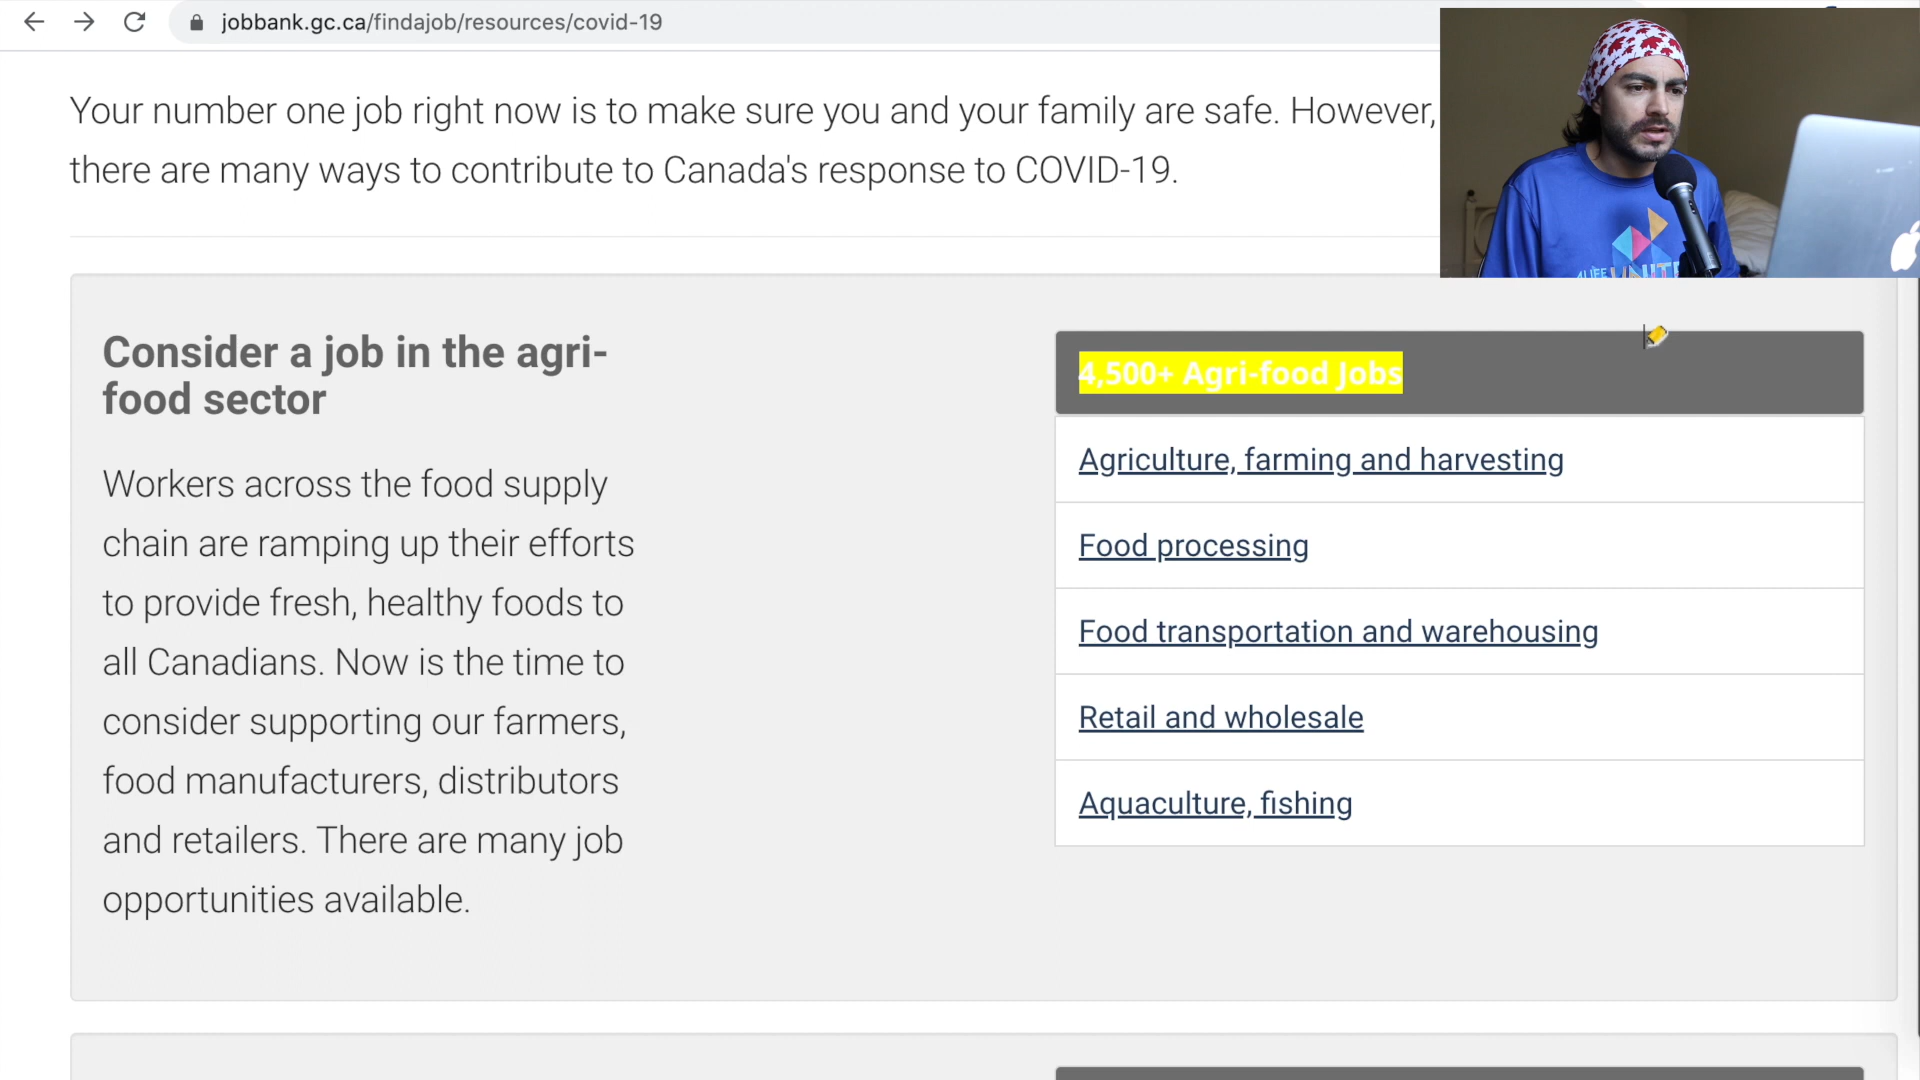 jobbank.gc.ca/findajob/resources/covid-19
Your number one job right now is to make sure you and your family are safe. However,
there are many ways to contribute to Canada's response to COVID-19.
Consider a job in the agri-
food sector
Workers across the food supply
chain are ramping up their efforts
to provide fresh, healthy foods to
all Canadians. Now is the time to
consider supporting our farmers,
food manufacturers, distributors
and retailers. There are many job
opportunities available.
4,500+ Agri-food Jobs
Agriculture, farming and harvesting
Food processing
Food transportation and warehousing
Retail and wholesale
Aquaculture, fishing